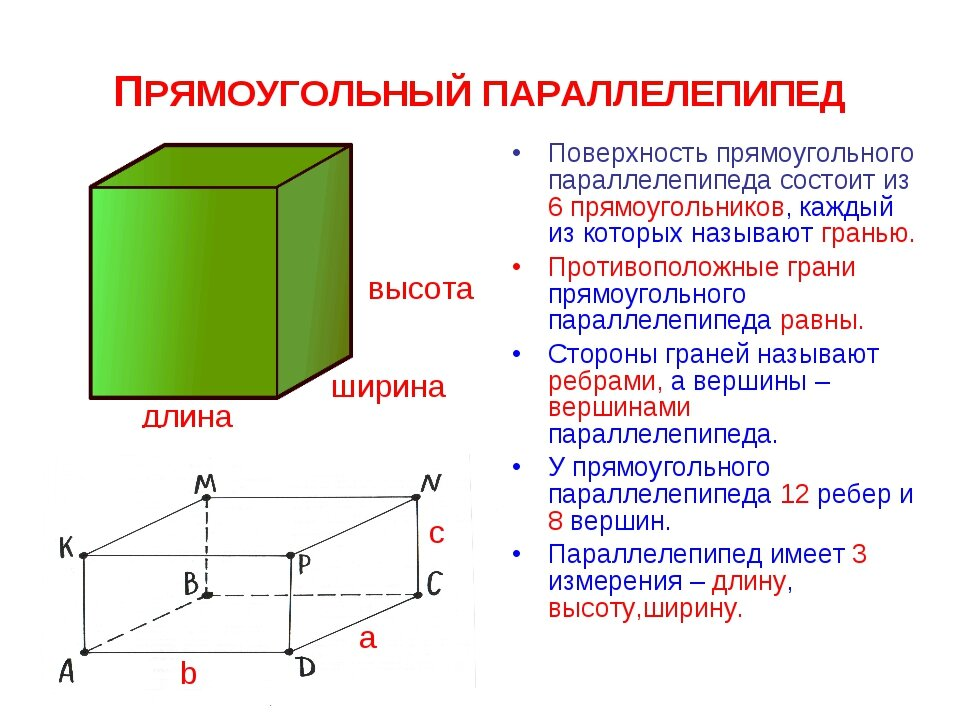 ПРЯМОУГОЛЬНЫЙ ПАРАЛЛЕЛЕПИПЕД
высота
ширина
длина
M
N
K
P
c
B
C
a
A
b
D
• Поверхность прямоугольного
параллелепипеда состоит из
6 прямоугольников, каждый
из которых называют гранью.
• Противоположные грани
прямоугольного
параллелепипеда равны.
• Стороны граней называют
ребрами, а вершины –
вершинами
параллелепипеда.
• У прямоугольного
параллелепипеда 12 ребер и
8 вершин.
• Параллелепипед имеет 3
измерения – длину,
высоту,ширину.